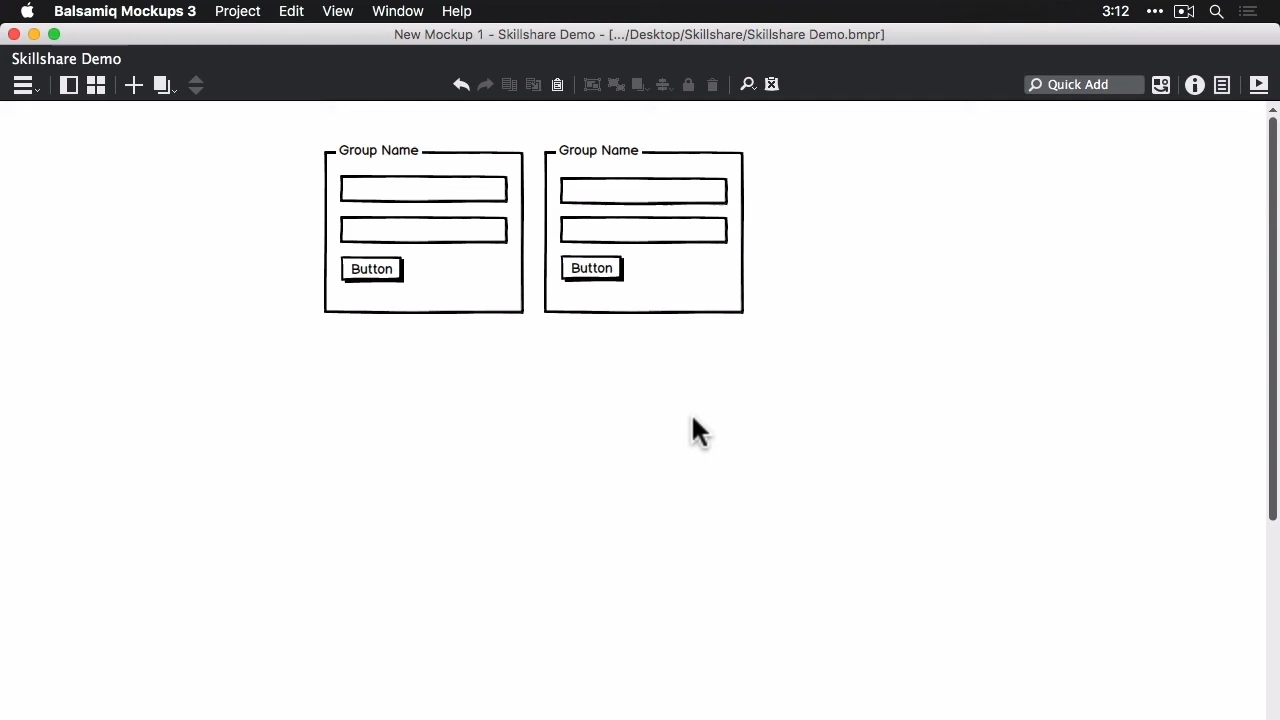 Balsamiq Mockups 3 Project Edit View Window Help 3:12
New Mockup 1 - Skillshare Demo - [.../Desktop/Skillshare/Skillshare Demo.bmpr]
Skillshare Demo
Quick Add
Group Name Group Name
Button Button